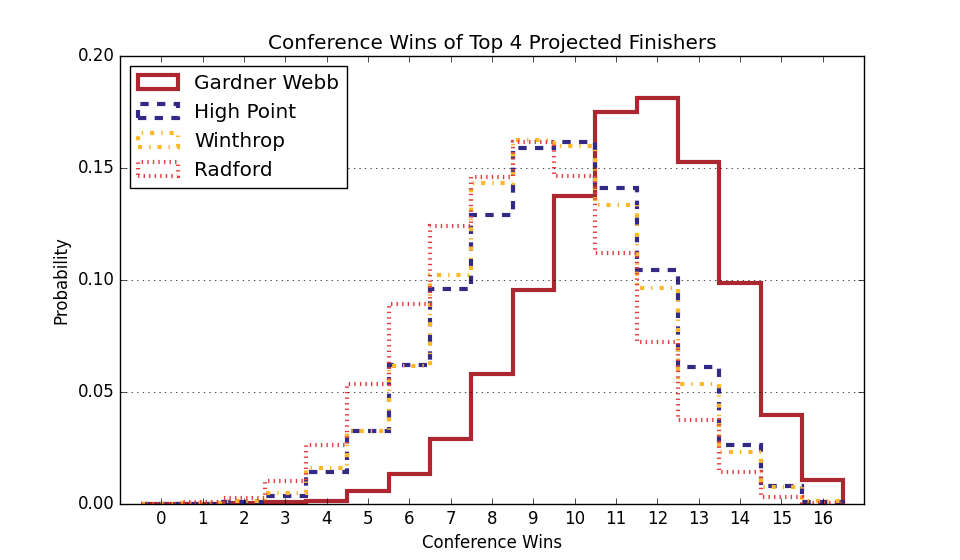 Conference Wins of Top 4 Projected Finishers
0.20
0.15
0.10
0.05
0.00
Probability
Gardner Webb
High Point
Winthrop
Radford
0 1 2 3 4 5 6 7 8 9 10 11 12 13 14 15 16
Conference Wins